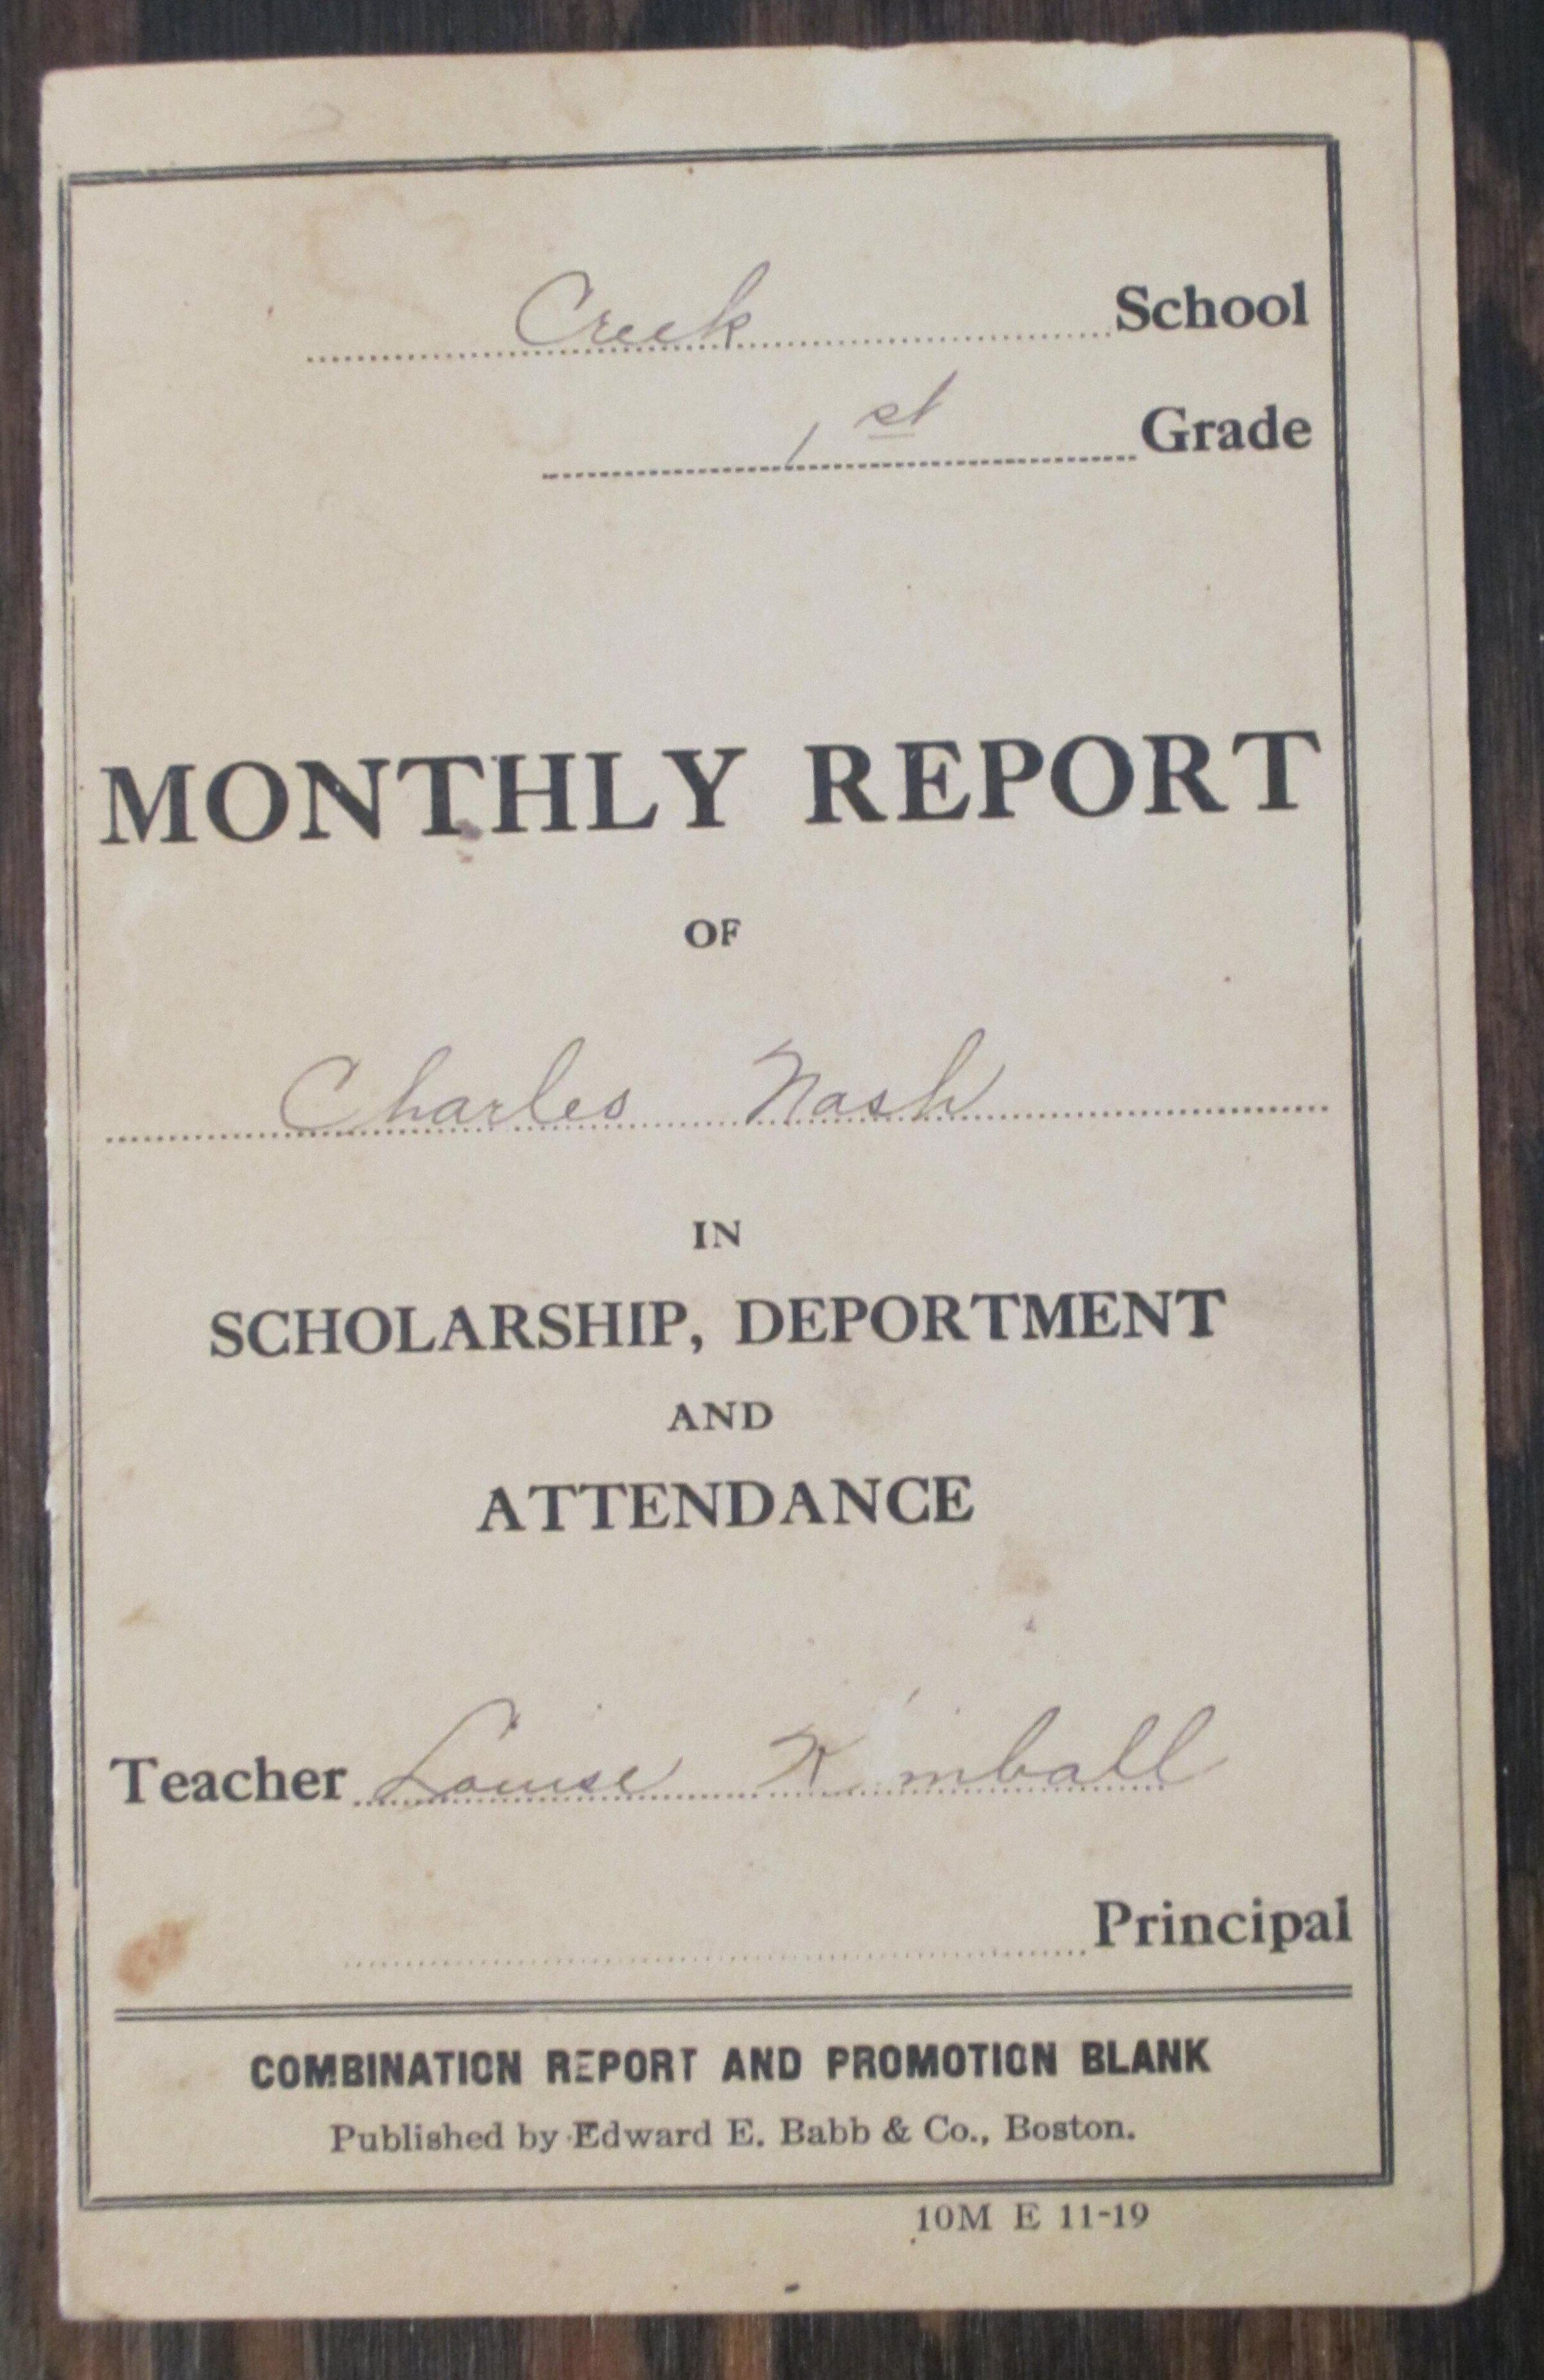 Creek School
1st Grade
MONTHLY REPORT
OF
Charles Nash
IN
SCHOLARSHIP, DEPORTMENT
AND
ATTENDANCE
Teacher Louise Kimball
Principal
COMBINATION REPORT AND PROMOTION BLANK
Published by Edward E. Babb & Co., Boston.
10M E 11-19